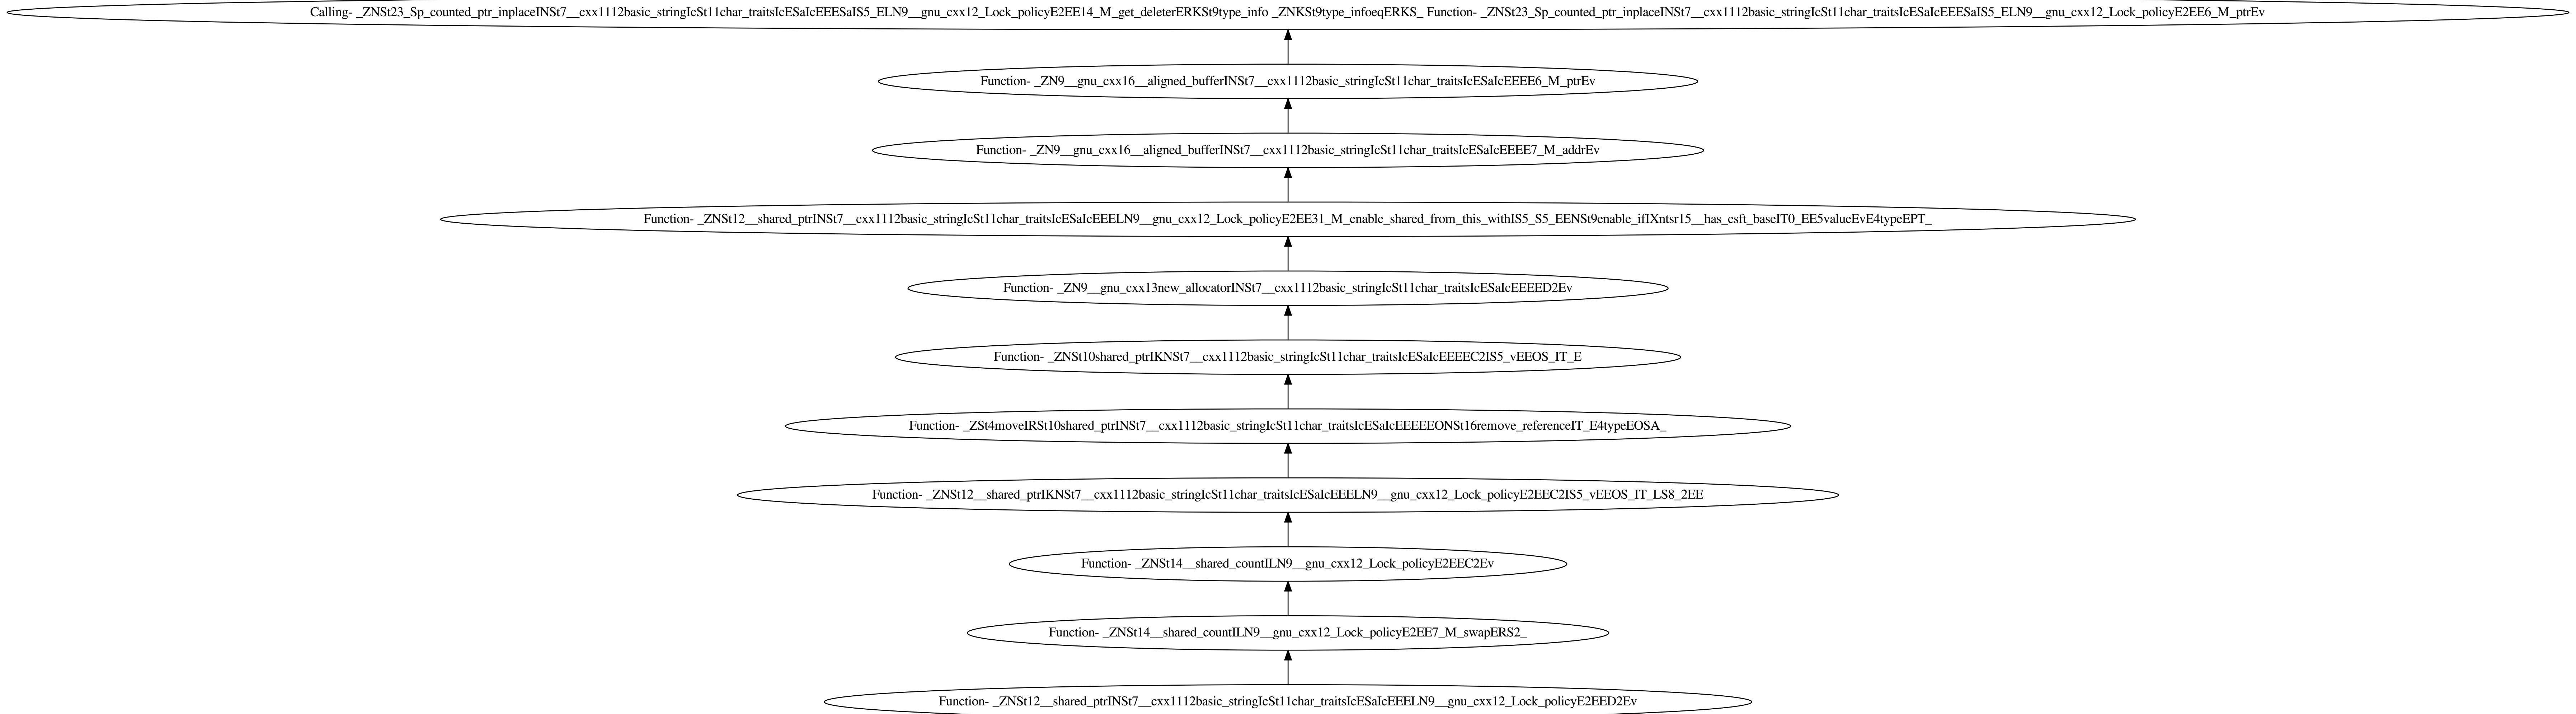 Calling- _ZNSt23_Sp_counted_ptr_inplaceINSt7__cxx1112basic_stringIcSt11char_traitsIcESaIcEEESaIS5_ELN9__gnu_cxx12_Lock_policyE2EE14_M_get_deleterERKSt9type_info _ZNKSt9type_infoeqERKS_ Function- _ZNSt23_Sp_counted_ptr_inplaceINSt7__cxx1112basic_stringIcSt11char_traitsIcESaIcEEESaIS5_ELN9__gnu_cxx12_Lock_policyE2EE6_M_ptrEv
Function- _ZN9__gnu_cxx16__aligned_bufferINSt7__cxx1112basic_stringIcSt11char_traitsIcESaIcEEEE6_M_ptrEv
Function- _ZN9__gnu_cxx16__aligned_bufferINSt7__cxx1112basic_stringIcSt11char_traitsIcESaIcEEEE7_M_addrEv
Function- _ZNSt12__shared_ptrINSt7__cxx1112basic_stringIcSt11char_traitsIcESaIcEEELN9__gnu_cxx12_Lock_policyE2EE31_M_enable_shared_from_this_withIS5_S5_EENSt9enable_ifIXntsr15__has_esft_baseIT0_EE5valueEvE4typeEPT_
Function- _ZN9__gnu_cxx13new_allocatorINSt7__cxx1112basic_stringIcSt11char_traitsIcESaIcEEEED2Ev
Function- _ZNSt10shared_ptrIKNSt7__cxx1112basic_stringIcSt11char_traitsIcESaIcEEEEC2IS5_vEEOS_IT_E
Function- _ZSt4moveIRSt10shared_ptrINSt7__cxx1112basic_stringIcSt11char_traitsIcESaIcEEEEEONSt16remove_referenceIT_E4typeEOSA_
Function- _ZNSt12__shared_ptrIKNSt7__cxx1112basic_stringIcSt11char_traitsIcESaIcEEELN9__gnu_cxx12_Lock_policyE2EEC2IS5_vEEOS_IT_LS8_2EE
Function- _ZNSt14__shared_countILN9__gnu_cxx12_Lock_policyE2EEC2Ev
Function- _ZNSt14__shared_countILN9__gnu_cxx12_Lock_policyE2EE7_M_swapERS2_
Function- _ZNSt12__shared_ptrINSt7__cxx1112basic_stringIcSt11char_traitsIcESaIcEEELN9__gnu_cxx12_Lock_policyE2EED2Ev